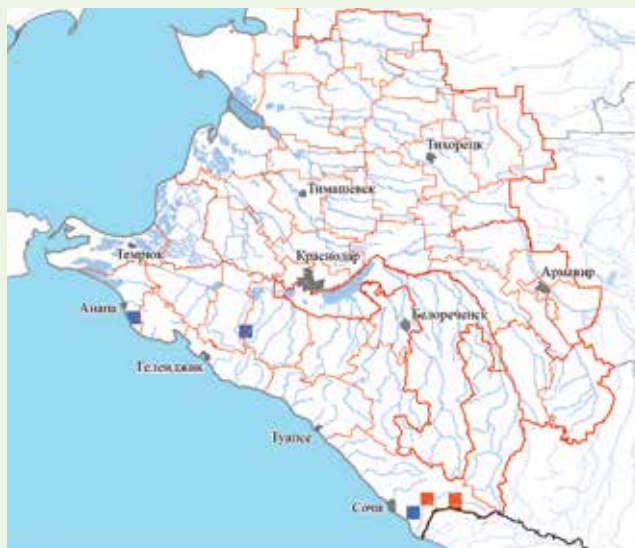 Тихорецк
Тимашевск
Темрюк
Краснодар
Армавир
Анапа
Белореченск
Геленджик
Туапсе
Сочи